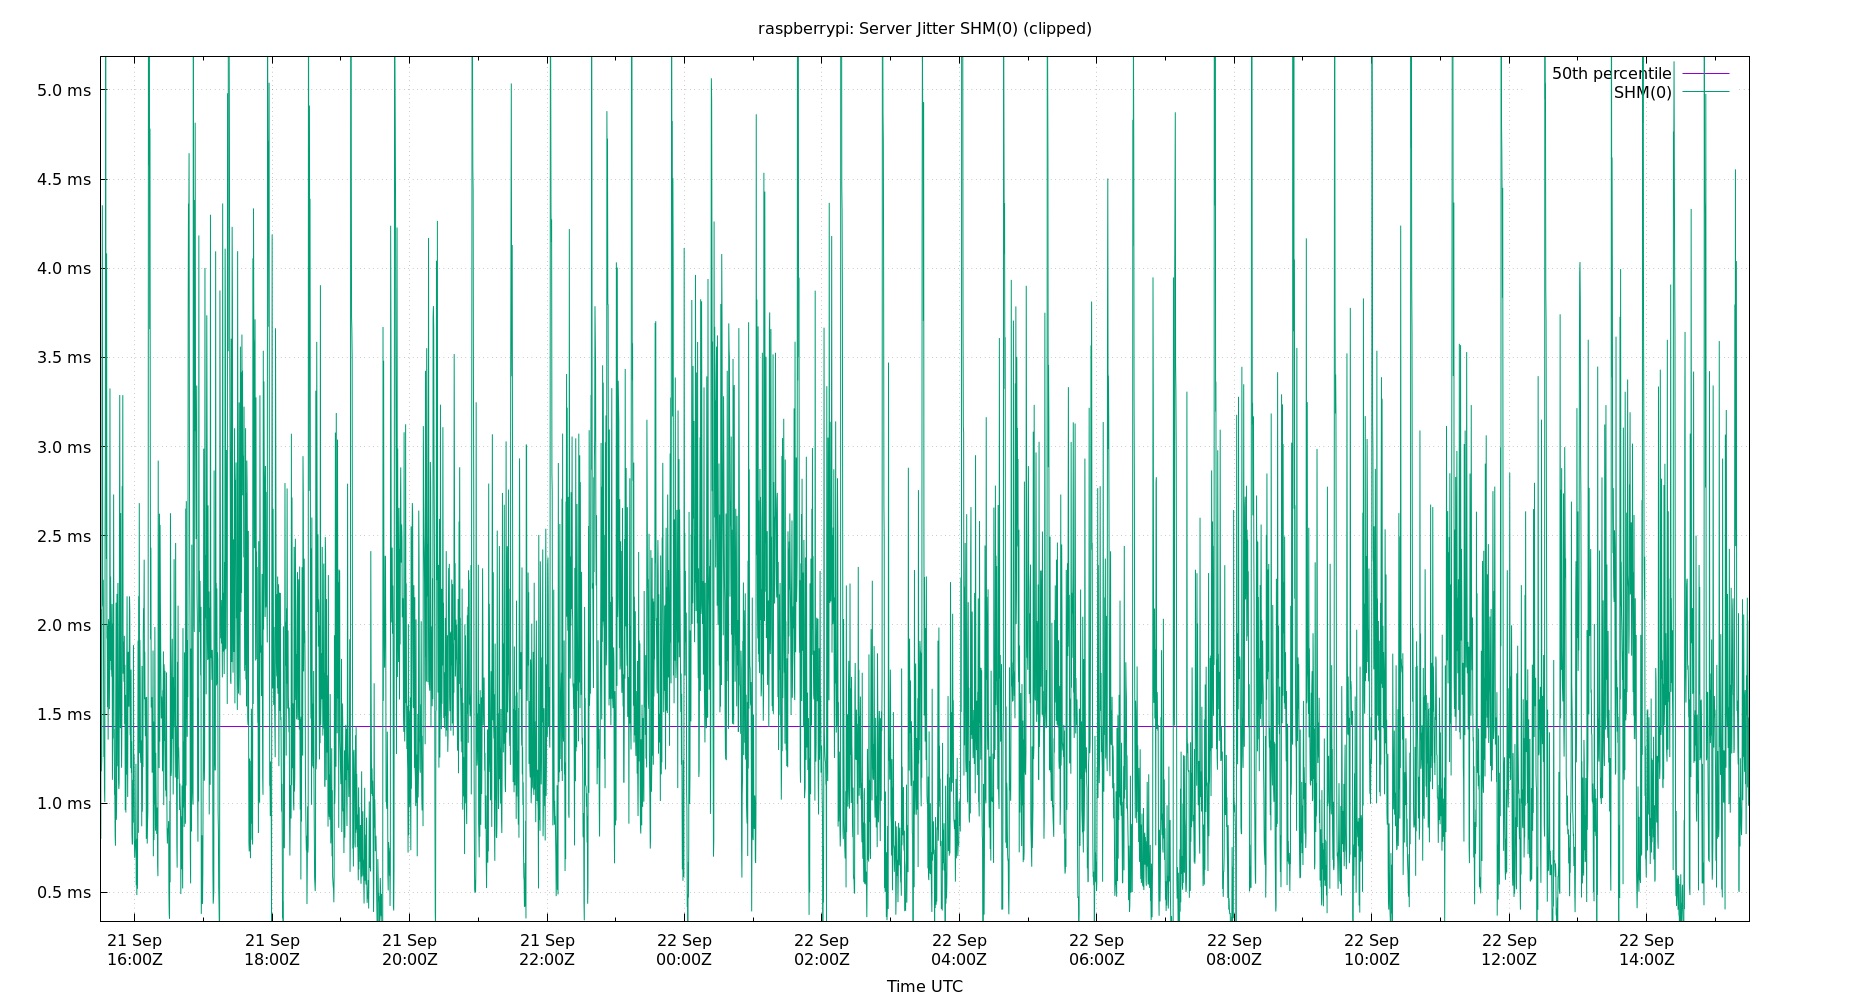 raspberrypi: Server Jitter SHM(0) (clipped)
50th percentile
SHM(0)
5.0 ms
4.5 ms
4.0 ms
3.5 ms
3.0 ms
2.5 ms
2.0 ms
1.5 ms
1.0 ms
0.5 ms
21 Sep 21 Sep 21 Sep 21 Sep 22 Sep 22 Sep 22 Sep 22 Sep 22 Sep 22 Sep 22 Sep 22 Sep
16:00Z 18:00Z 20:00Z 22:00Z 00:00Z 02:00Z 04:00Z 06:00Z 08:00Z 10:00Z 12:00Z 14:00Z
Time UTC